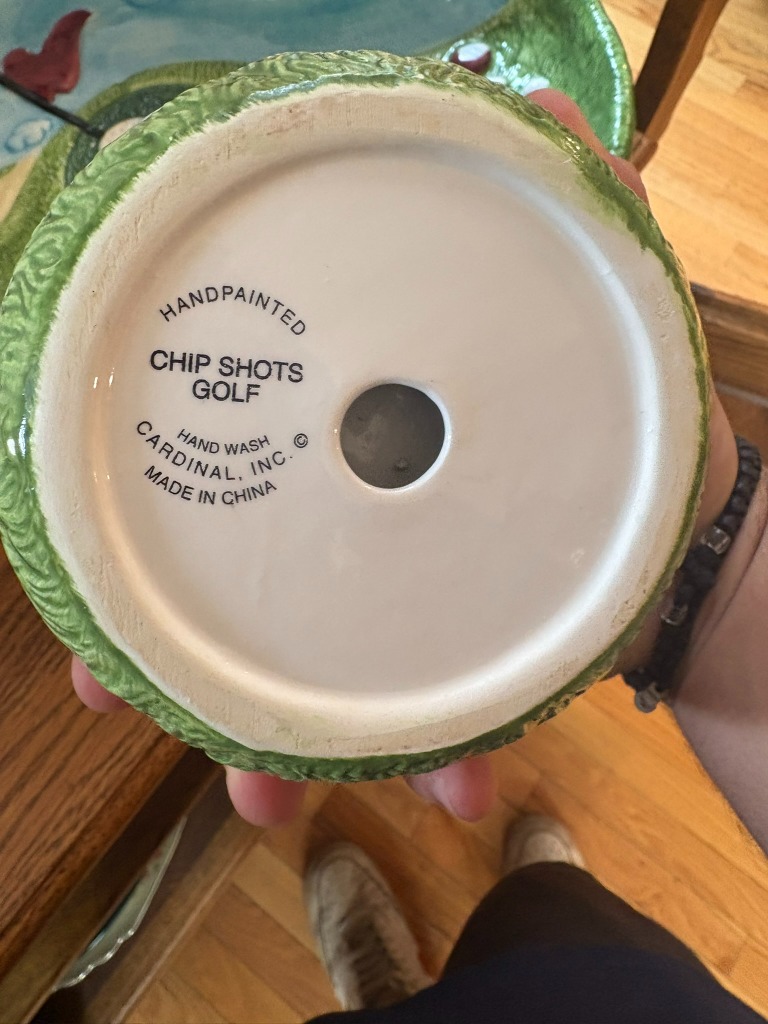 HANDPAINTED
CHIP SHOTS
GOLF
HAND WASH
CARDINAL, INC. ©
MADE IN CHINA